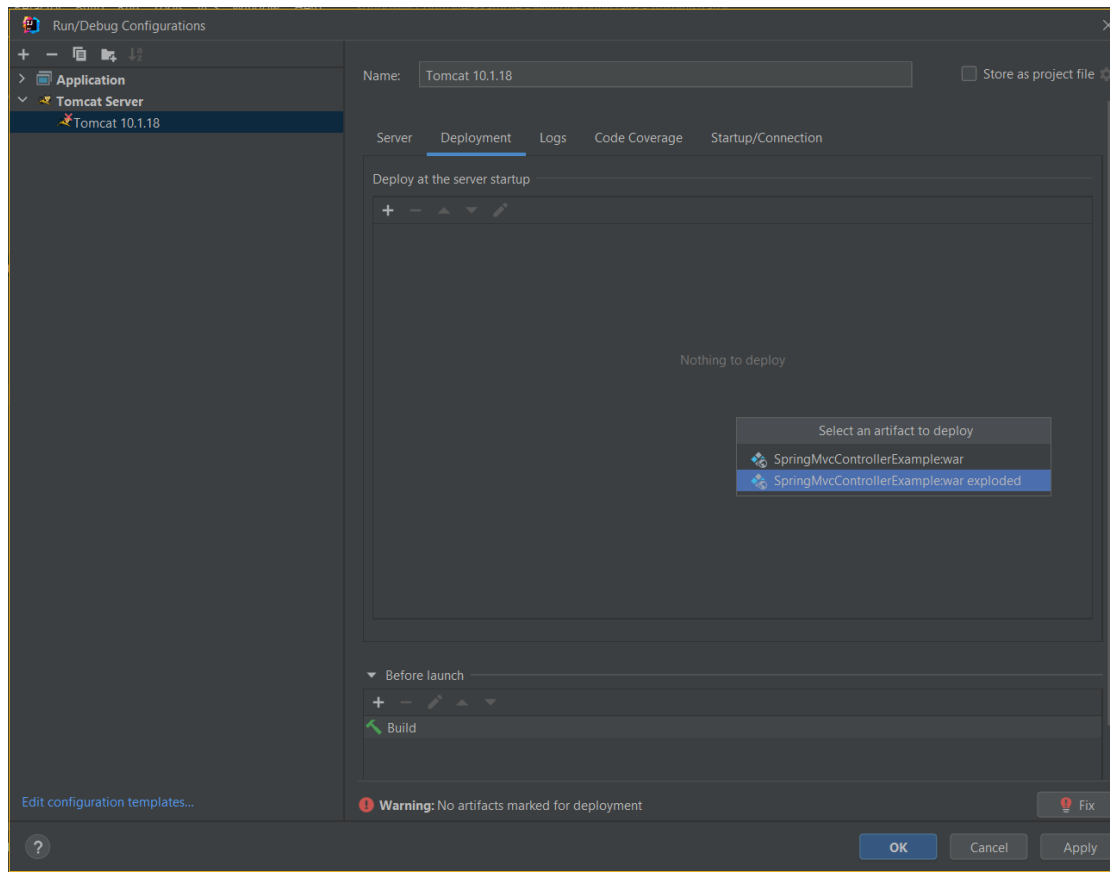 Run/Debug Configurations
Application
Tomcat Server
Tomcat 10.1.18
Edit configuration templates...
Name: Tomcat 10.1.18 Store as project file
Server Deployment Logs Code Coverage Startup/Connection
Deploy at the server startup
Nothing to deploy
Select an artifact to deploy
SpringMvcControllerExample:war
SpringMvcControllerExample:war exploded
Before launch
Build
Warning: No artifacts marked for deployment Fix
? OK Cancel Apply